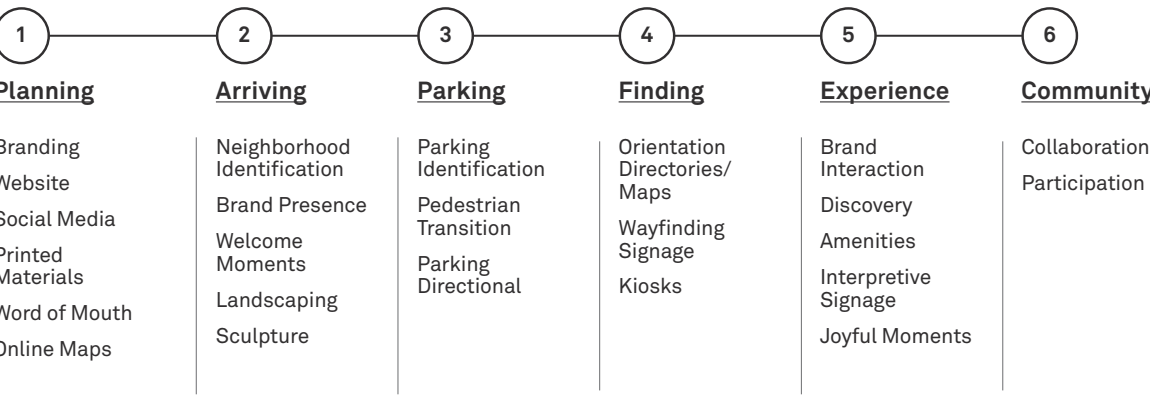 1
2
3
4
5
6
Planning
Arriving
Parking
Finding
Experience
Community
Branding
Website
Social Media
Printed
Materials
Word of Mouth
Online Maps
Neighborhood
Identification
Brand Presence
Welcome
Moments
Landscaping
Sculpture
Parking
Identification
Pedestrian
Transition
Parking
Directional
Orientation
Directories/
Maps
Wayfinding
Signage
Kiosks
Brand
Interaction
Discovery
Amenities
Interpretive
Signage
Joyful Moments
Collaboration
Participation